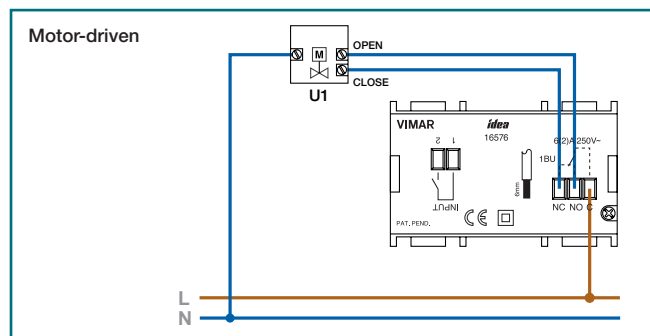 Motor-driven
M
OPEN
CLOSE
U1
VIMAR
idea
16576
6(2)A 250V~
2 1
1BU
6mm
INPUT
NC NO C
PAT. PEND.
CE
L
N